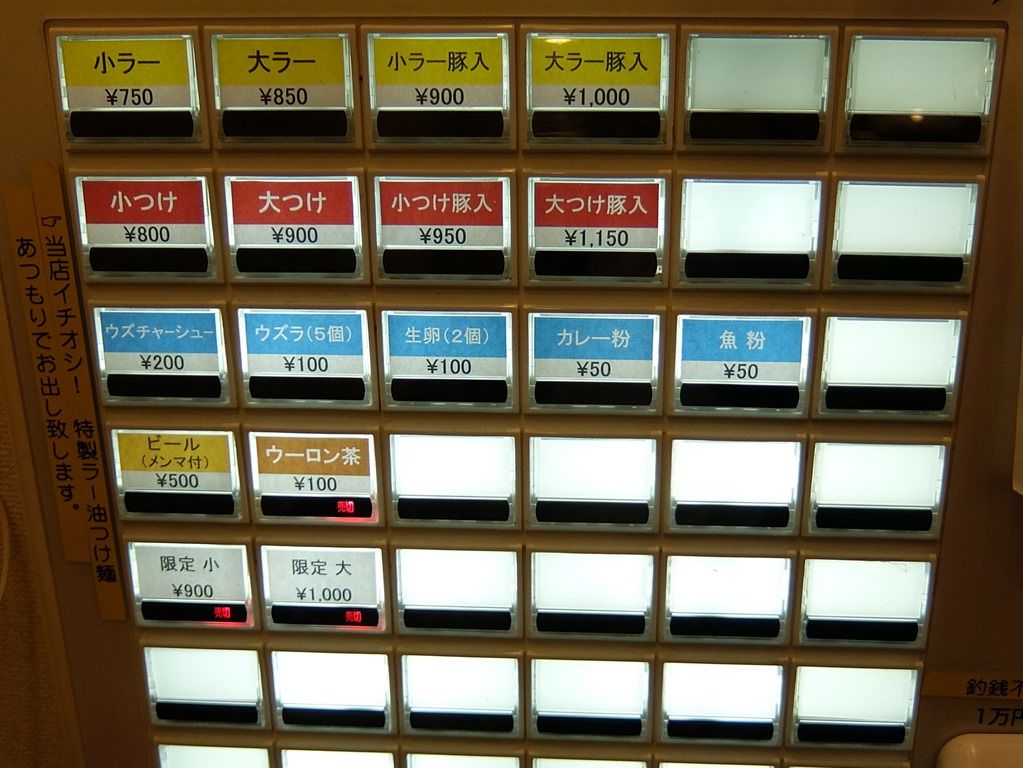 小ラー
¥750
大ラー
¥850
小ラー豚入
¥900
大ラー豚入
¥1,000
小つけ
¥800
大つけ
¥900
小つけ豚入
¥950
大つけ豚入
¥1,150
ウズチャーシュー
¥200
ウズラ(5個)
¥100
生卵(2個)
¥100
カレー粉
¥50
魚粉
¥50
ビール
(メンマ付)
¥500
ウーロン茶
¥100
売切
限定 小
¥900
売切
限定 大
¥1,000
売切
☞当店イチオシ! 特製ラー油つけ麺
あつもりでお出し致します。
釣銭不
1万円